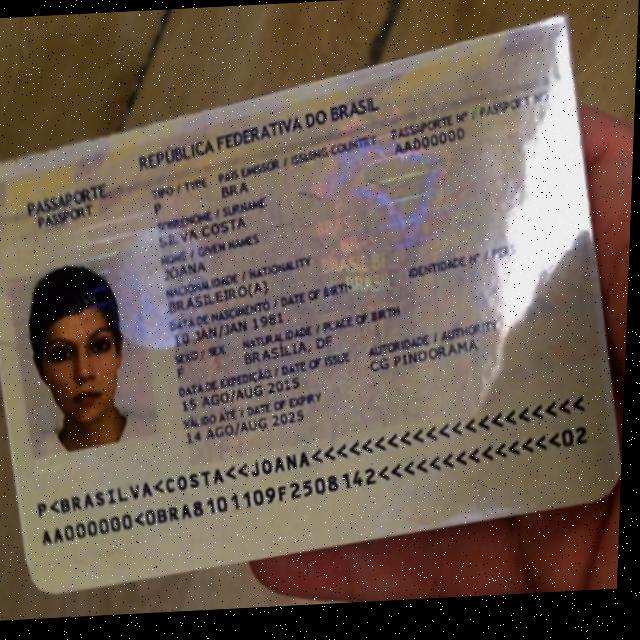 REPÚBLICA FEDERATIVA DO BRASIL
PASSAPORTE
PASSPORT
TIPO / TYPE PAÍS EMISSOR / ISSUING COUNTRY PASSAPORTE Nº / PASSPORT Nº
P BRA AA000000
SOBRENOME / SURNAME
SILVA COSTA
NOME / GIVEN NAMES
JOANA
NACIONALIDADE / NATIONALITY
BRASILEIRO(A)
DATA DE NASCIMENTO / DATE OF BIRTH IDENTIDADE Nº /
10 JAN/JAN 1981
SEXO / SEX NATURALIDADE / PLACE OF BIRTH
F BRASÍLIA, DF
DATA DE EXPEDIÇÃO / DATE OF ISSUE AUTORIDADE / AUTHORITY
15 AGO/AUG 2015 CG PINDORAMA
VÁLIDO ATÉ / DATE OF EXPIRY
14 AGO/AUG 2025
P<BRASILVA<COSTA<<JOANA<<<<<<<<<<<<<<<<<<<<<
AA000000<0BRA8101109F2508142<<<<<<<<<<<<<<02